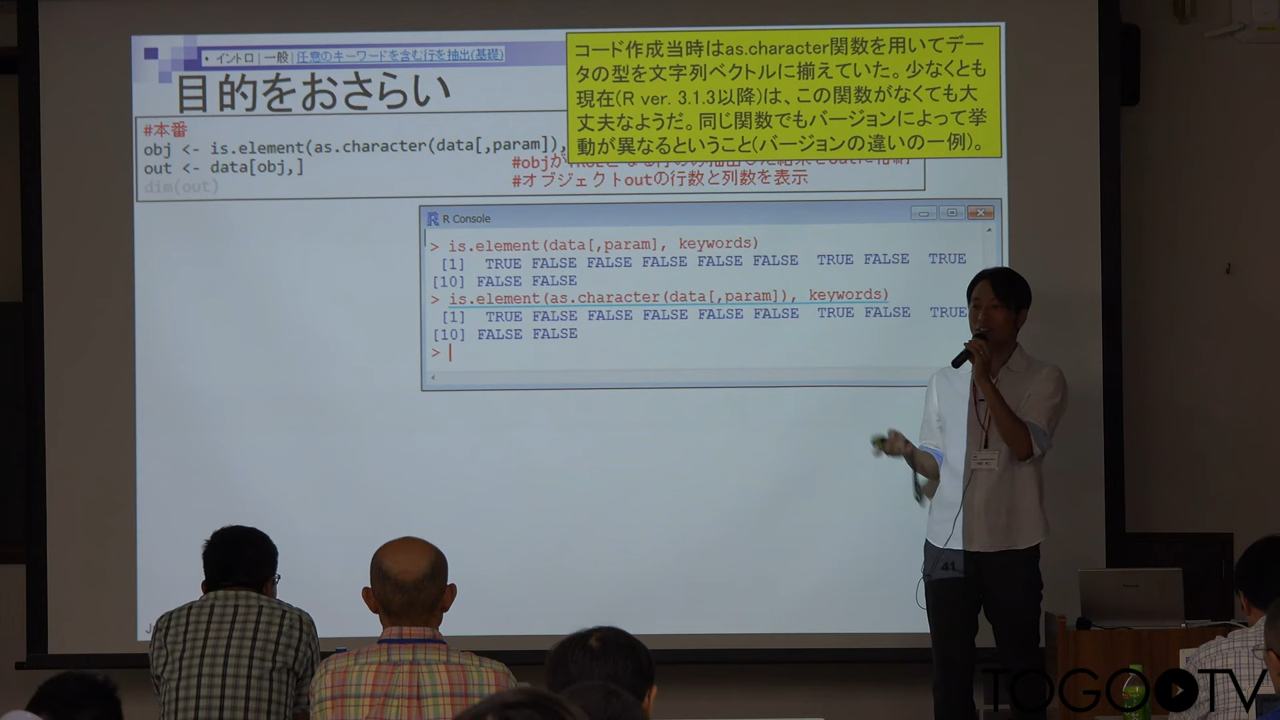 • イントロ | 一般 | 任意のキーワードを含む行を抽出(基礎)
目的をおさらい
コード作成当時はas.character関数を用いてデー
タの型を文字列ベクトルに揃えていた。少なくとも
現在(R ver. 3.1.3以降)は、この関数がなくても大
丈夫なようだ。同じ関数でもバージョンによって挙
動が異なるということ(バージョンの違いの一例)。
#本番
obj <- is.element(as.character(data[,param]),
out <- data[obj,]
dim(out) #オブジェクトoutの行数と列数を表示
R Console
> is.element(data[,param], keywords)
[1] TRUE FALSE FALSE FALSE FALSE FALSE TRUE FALSE TRUE
[10] FALSE FALSE
> is.element(as.character(data[,param]), keywords)
[1] TRUE FALSE FALSE FALSE FALSE FALSE TRUE FALSE TRUE
[10] FALSE FALSE
>
41
TOGO TV